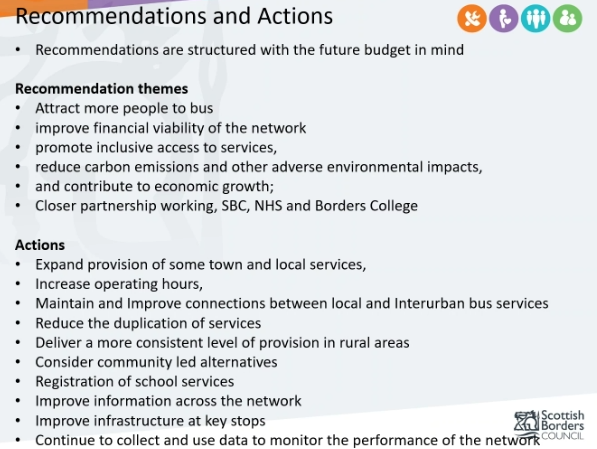 Recommendations and Actions
• Recommendations are structured with the future budget in mind
Recommendation themes
• Attract more people to bus
• improve financial viability of the network
• promote inclusive access to services,
• reduce carbon emissions and other adverse environmental impacts,
• and contribute to economic growth;
• Closer partnership working, SBC, NHS and Borders College
Actions
• Expand provision of some town and local services,
• Increase operating hours,
• Maintain and Improve connections between local and Interurban bus services
• Reduce the duplication of services
• Deliver a more consistent level of provision in rural areas
• Consider community led alternatives
• Registration of school services
• Improve information across the network
• Improve infrastructure at key stops
• Continue to collect and use data to monitor the performance of the network
Scottish
Borders
COUNCIL